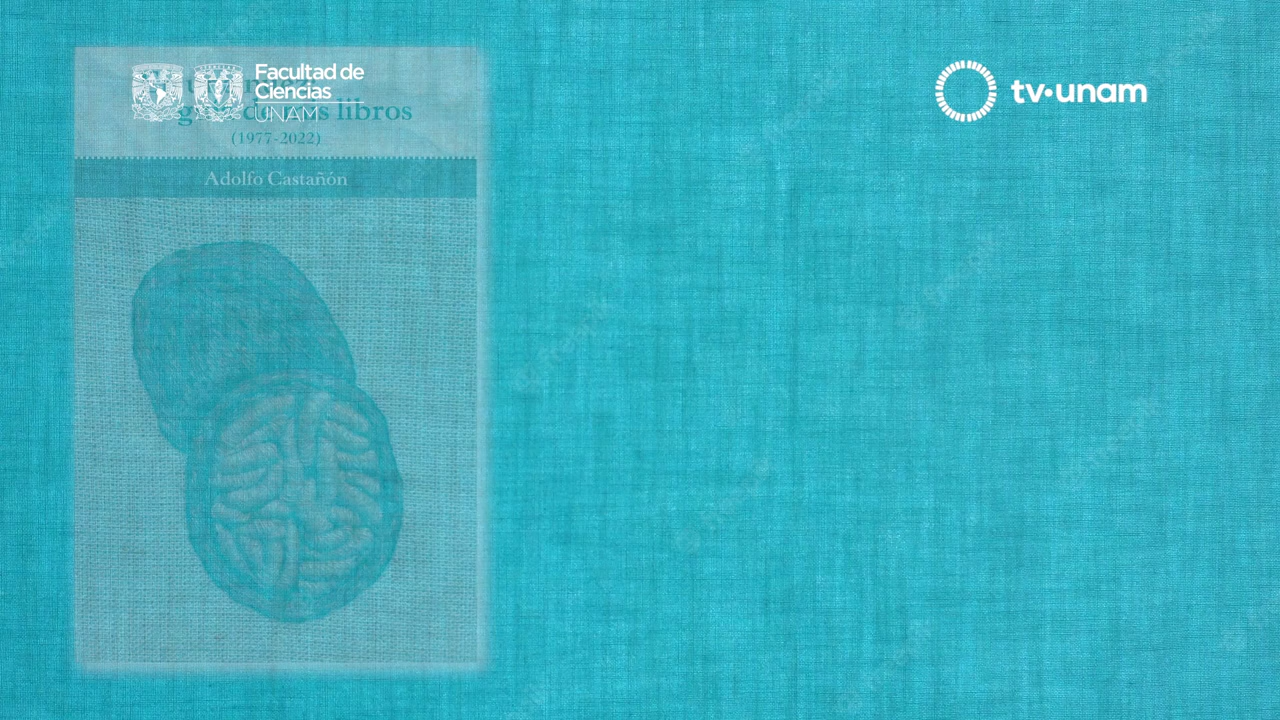 Facultad de
Ciencias
UNAM
libros
(1977-2022)
Adolfo Castañón
tv·unam